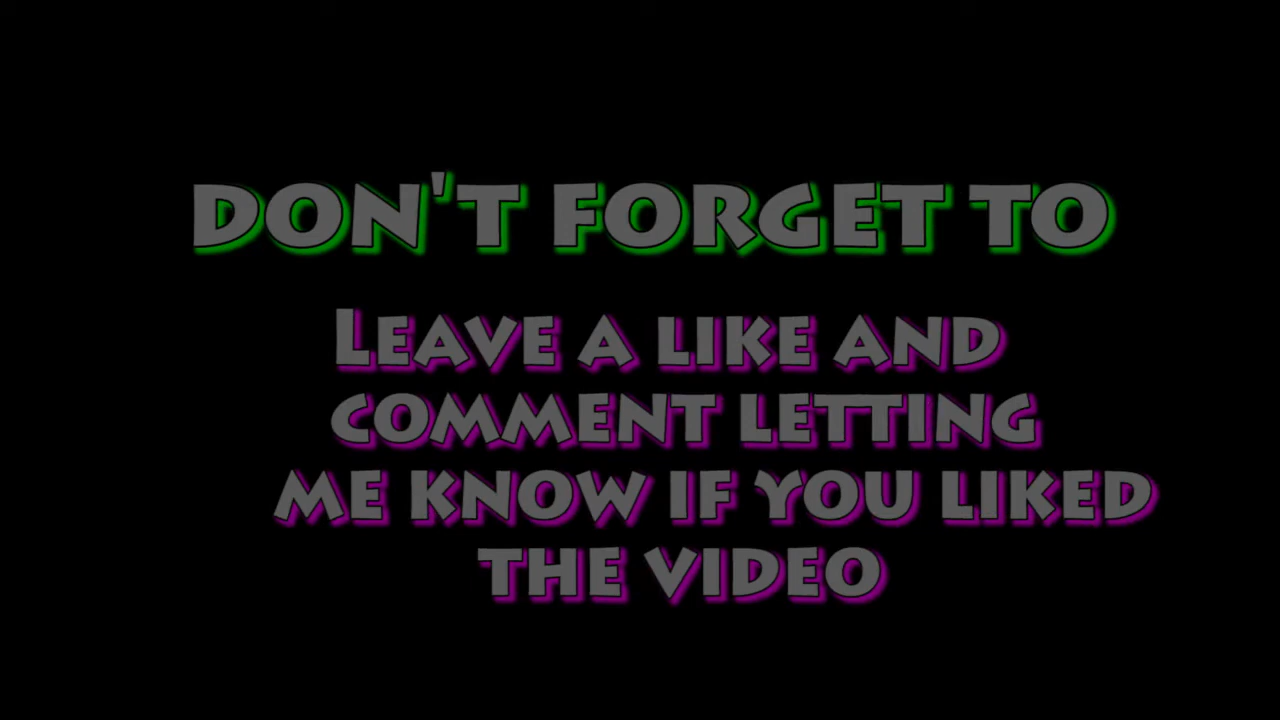 DON'T FORGET TO
LEAVE A LIKE AND
COMMENT LETTING
ME KNOW IF YOU LIKED
THE VIDEO